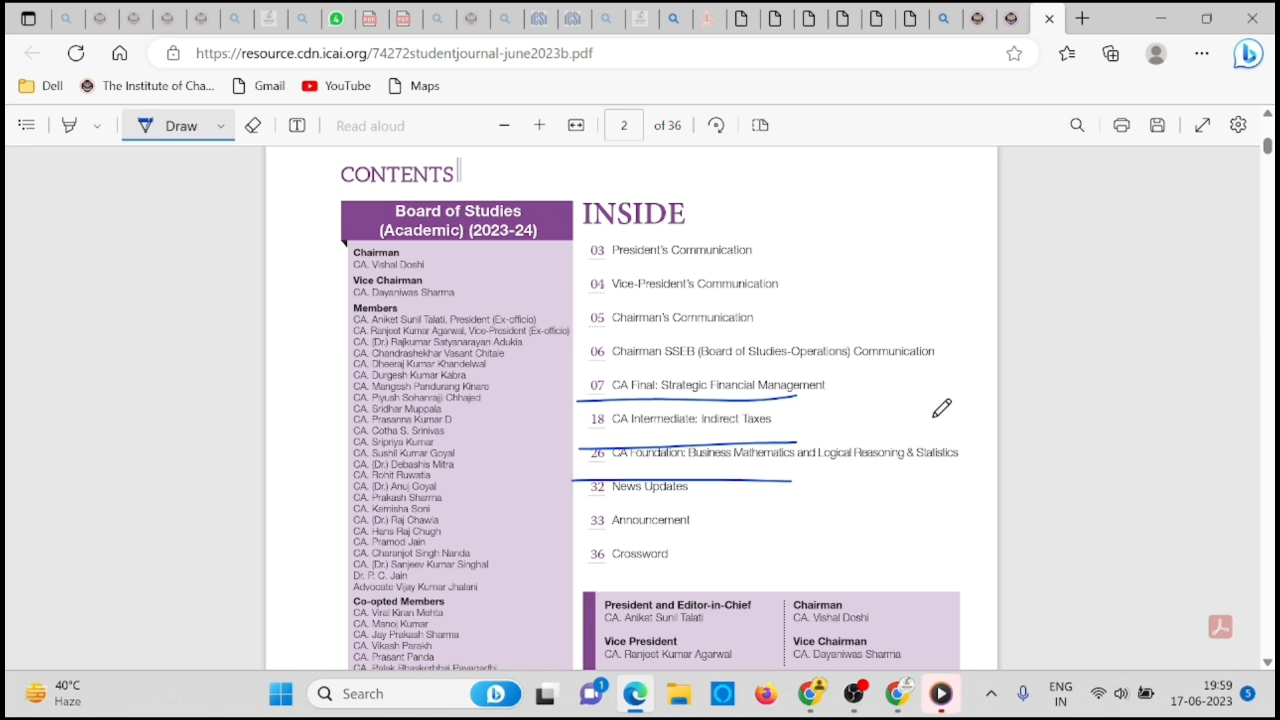 https://resource.cdn.icai.org/74272studentjournal-june2023b.pdf
Dell
The Institute of Cha...
Gmail
YouTube
Maps
Draw
Read aloud
2 of 36
CONTENTS
Board of Studies
(Academic) (2023-24)
Chairman
CA. Vishal Doshi
Vice Chairman
CA. Dayaniwas Sharma
Members
CA. Aniket Sunil Talati, President (Ex-officio)
CA. Ranjeet Kumar Agarwal, Vice-President (Ex-officio)
CA. (Dr.) Rajkumar Satyanarayan Adukia
CA. Chandrashekhar Vasant Chitale
CA. Dheeraj Kumar Khandelwal
CA. Durgesh Kumar Kabra
CA. Mangesh Pandurang Kinare
CA. Piyush Sohanrajji Chhajed
CA. Sridhar Muppala
CA. Prasanna Kumar D
CA. Cotha S. Srinivas
CA. Sripriya Kumar
CA. Sushil Kumar Goyal
CA. (Dr.) Debashis Mitra
CA. Rohit Ruwatia
CA. (Dr.) Anuj Goyal
CA. Prakash Sharma
CA. Kemisha Soni
CA. (Dr.) Raj Chawla
CA. Hans Raj Chugh
CA. Pramod Jain
CA. Charanjot Singh Nanda
CA. (Dr.) Sanjeev Kumar Singhal
Dr. P. C. Jain
Advocate Vijay Kumar Jhalani
Co-opted Members
CA. Viral Kiran Mehta
CA. Manoj Kumar
CA. Jay Prakash Sharma
CA. Vikash Parakh
CA. Prasant Panda
INSIDE
03 President's Communication
04 Vice-President's Communication
05 Chairman's Communication
06 Chairman SSEB (Board of Studies-Operations) Communication
07 CA Final: Strategic Financial Management
18 CA Intermediate: Indirect Taxes
26 CA Foundation: Business Mathematics and Logical Reasoning & Statistics
32 News Updates
33 Announcement
36 Crossword
President and Editor-in-Chief
CA. Aniket Sunil Talati
Vice President
CA. Ranjeet Kumar Agarwal
Chairman
CA. Vishal Doshi
Vice Chairman
CA. Dayaniwas Sharma
40°C
Haze
Search
1
ENG
IN
19:59
17-06-2023
5